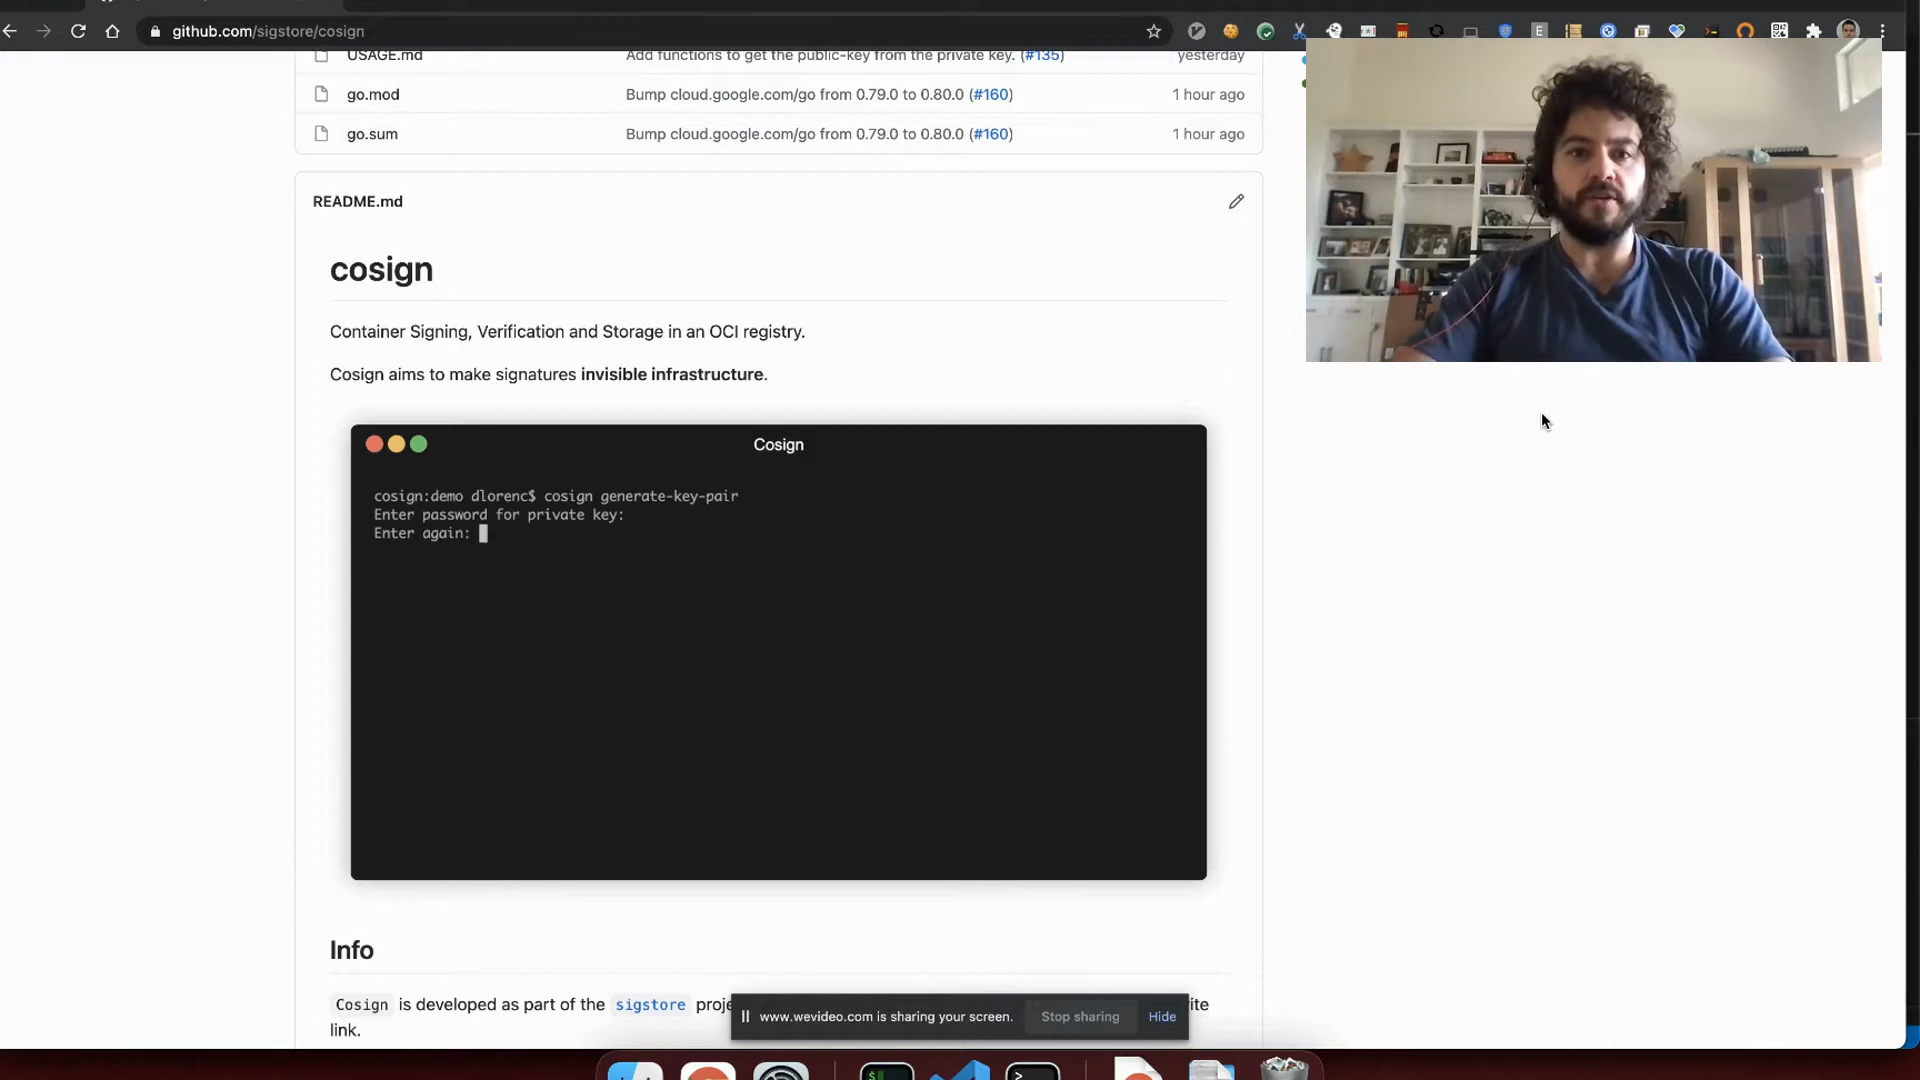 github.com/sigstore/cosign
USAGE.md Add functions to get the public-key from the private key. (#135) yesterday
go.mod Bump cloud.google.com/go from 0.79.0 to 0.80.0 (#160) 1 hour ago
go.sum Bump cloud.google.com/go from 0.79.0 to 0.80.0 (#160) 1 hour ago
README.md
cosign
Container Signing, Verification and Storage in an OCI registry.
Cosign aims to make signatures invisible infrastructure.
Cosign
cosign:demo dlorenc$ cosign generate-key-pair
Enter password for private key:
Enter again:
Info
Cosign is developed as part of the sigstore
link.
www.wevideo.com is sharing your screen. Stop sharing Hide